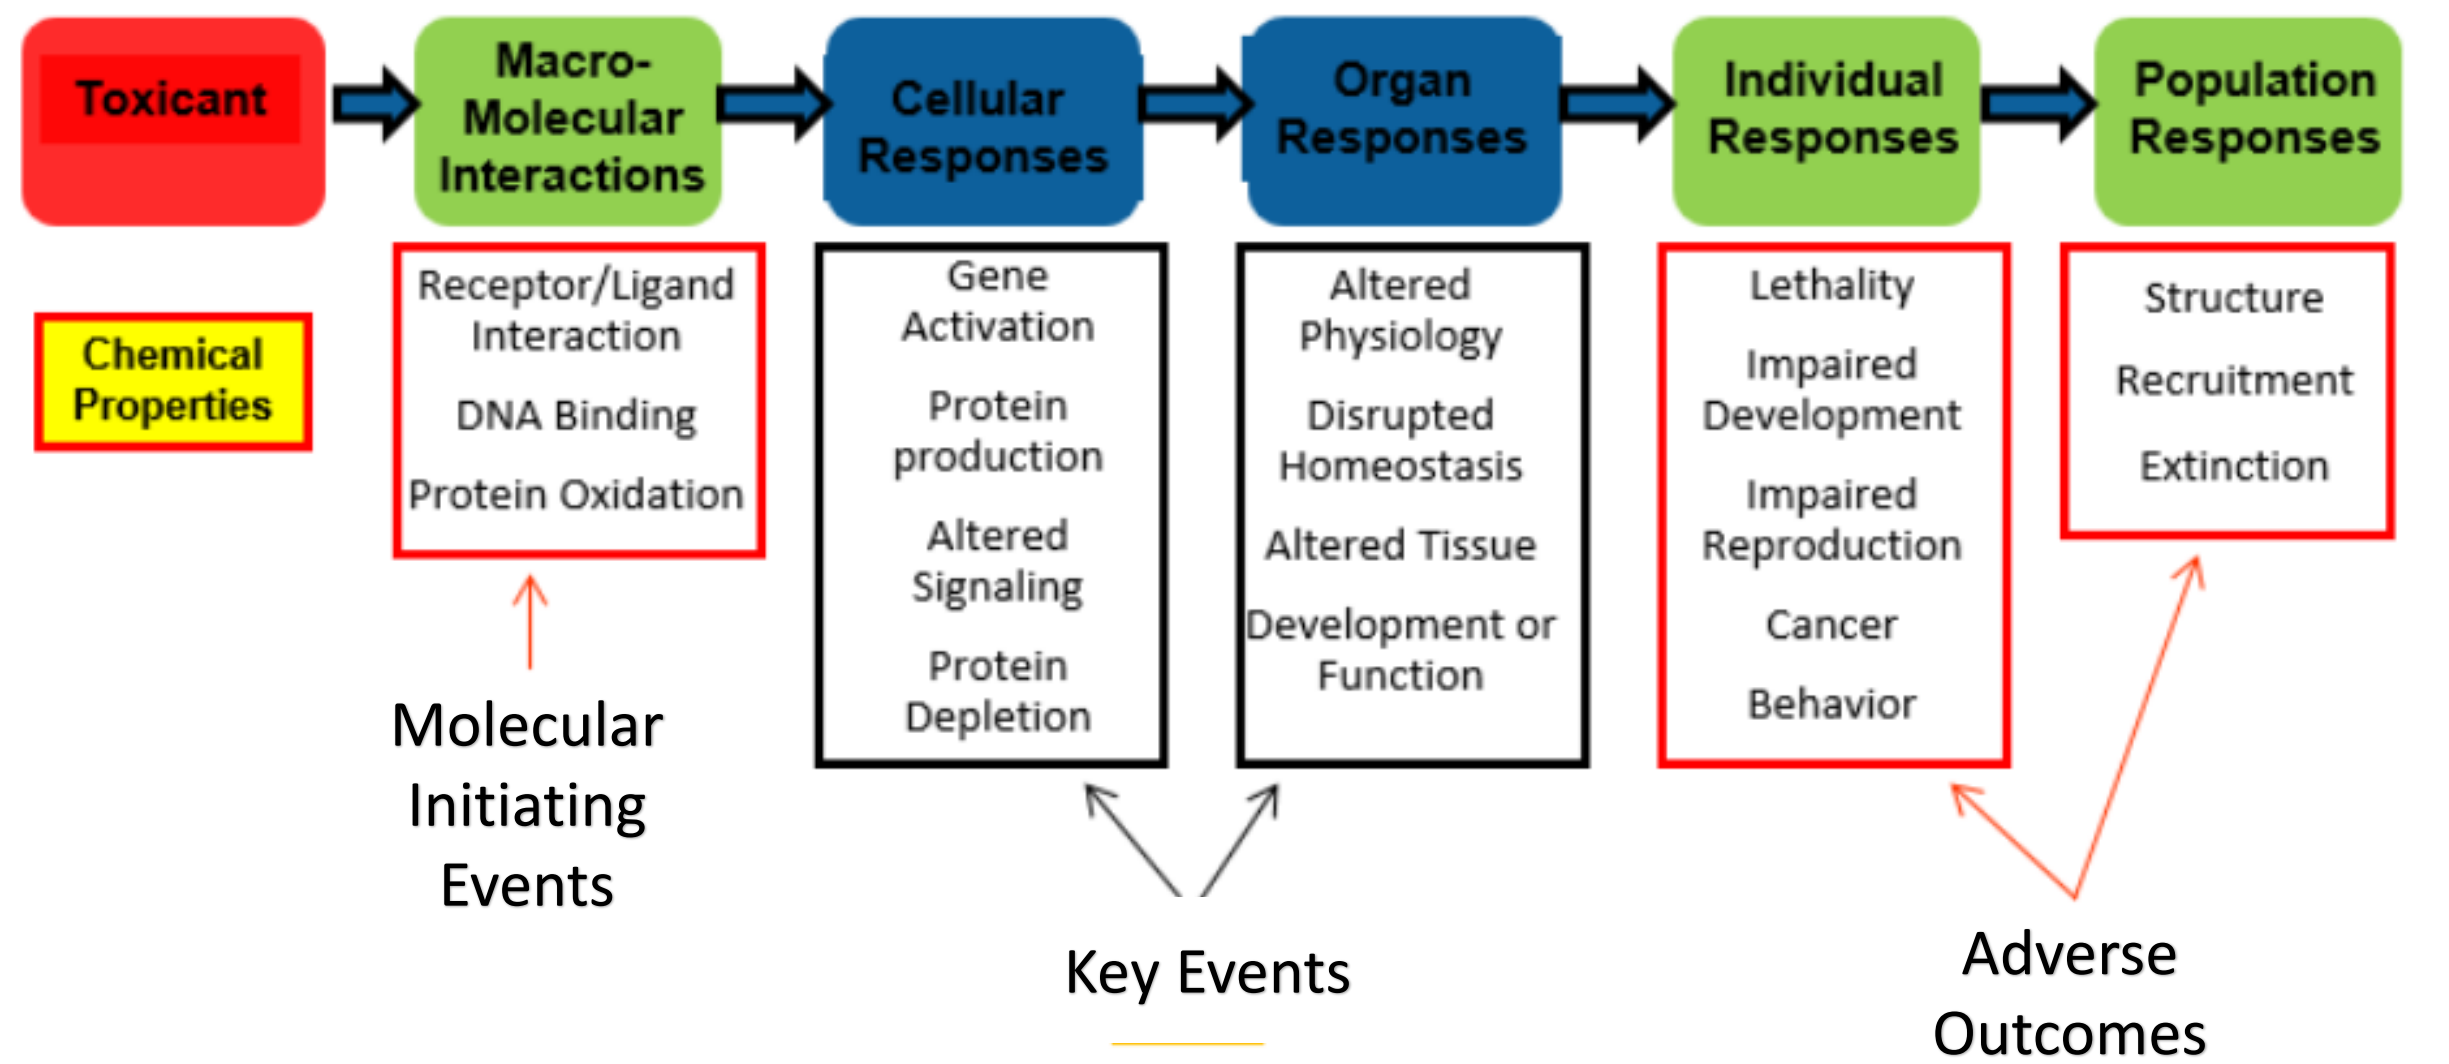 Toxicant
Macro-
Molecular
Interactions
Cellular
Responses
Organ
Responses
Individual
Responses
Population
Responses
Chemical
Properties
Receptor/Ligand
Interaction
DNA Binding
Protein Oxidation
Gene
Activation
Protein
production
Altered
Signaling
Protein
Depletion
Altered
Physiology
Disrupted
Homeostasis
Altered Tissue
Development or
Function
Lethality
Impaired
Development
Impaired
Reproduction
Cancer
Behavior
Structure
Recruitment
Extinction
Molecular
Initiating
Events
Key Events
Adverse
Outcomes